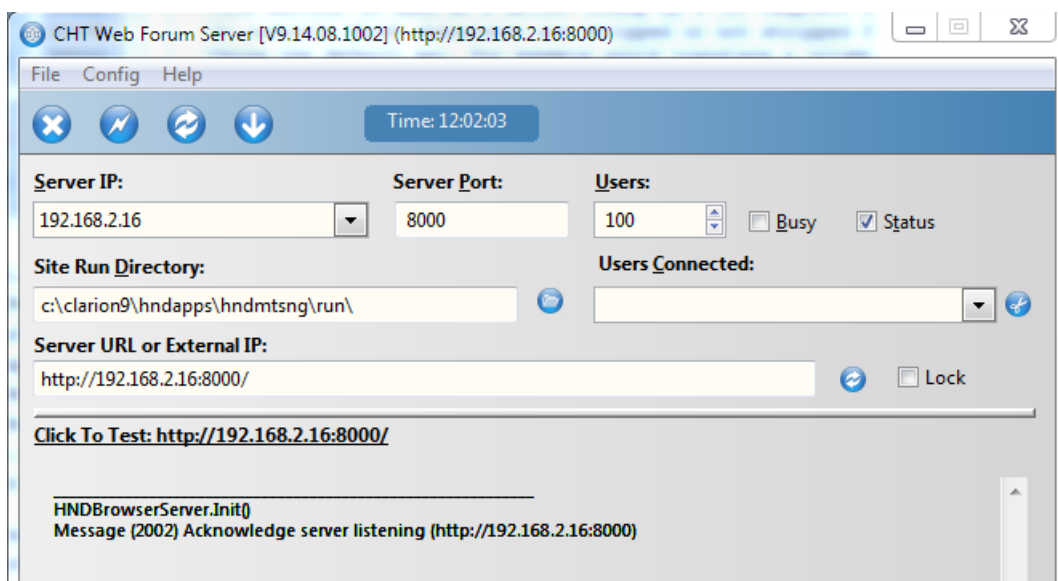 CHT Web Forum Server [V9.14.08.1002] (http://192.168.2.16:8000)
File Config Help
Time: 12:02:03
Server IP: Server Port: Users:
192.168.2.16 8000 100 Busy Status
Site Run Directory: Users Connected:
c:\clarion9\hndapps\hndmtsng\run\
Server URL or External IP:
http://192.168.2.16:8000/ Lock
Click To Test: http://192.168.2.16:8000/
HNDBrowserServer.Init()
Message (2002) Acknowledge server listening (http://192.168.2.16:8000)